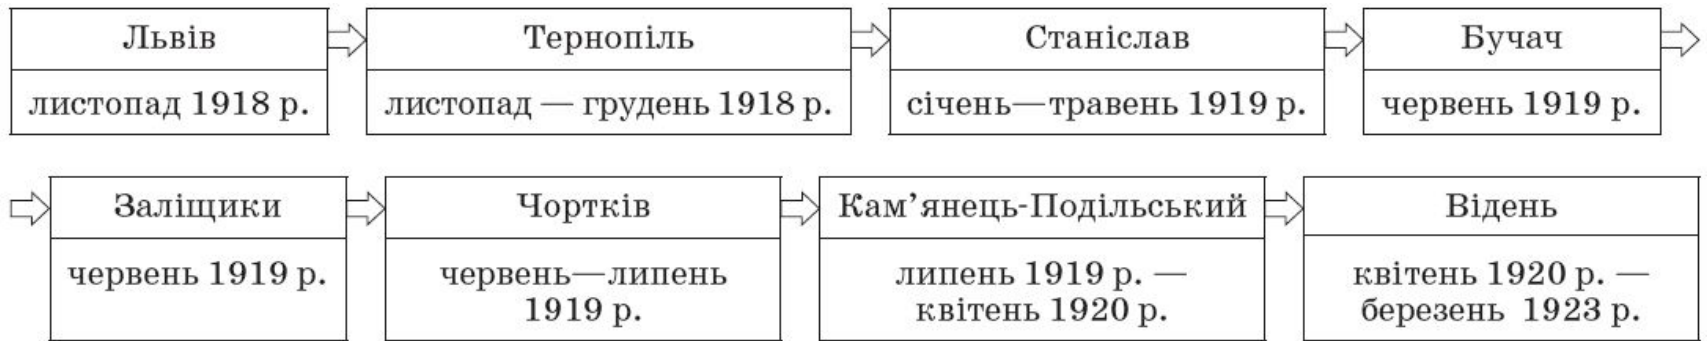 Львів
листопад 1918 р.
Тернопіль
листопад — грудень 1918 р.
Станіслав
січень—травень 1919 р.
Бучач
червень 1919 р.
Заліщики
червень 1919 р.
Чортків
червень—липень
1919 р.
Кам’янець-Подільський
липень 1919 р. —
квітень 1920 р.
Відень
квітень 1920 р. —
березень 1923 р.